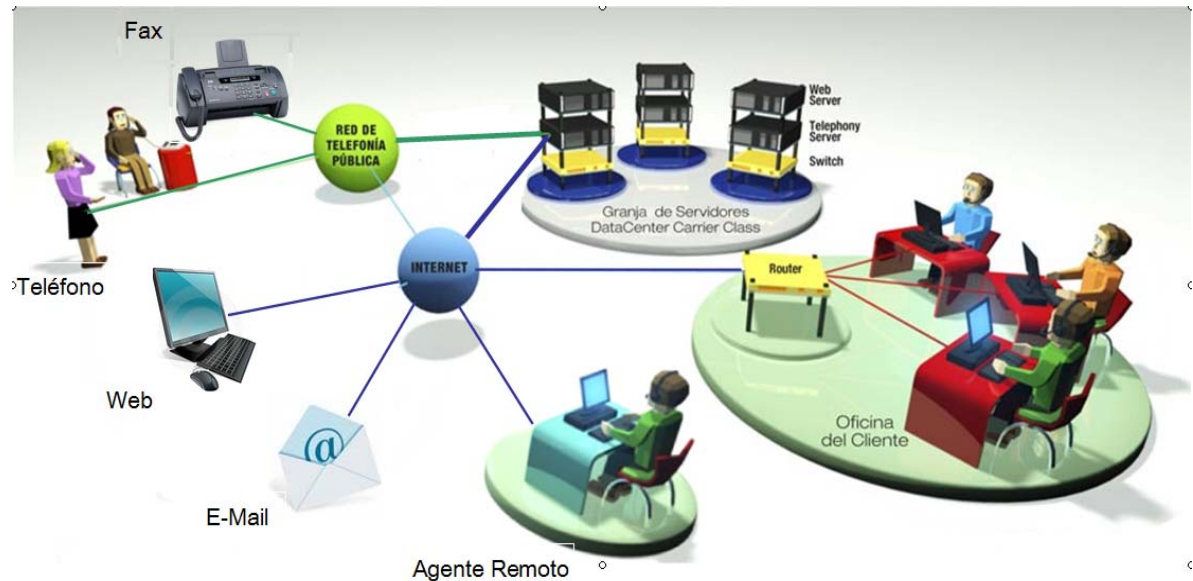 Fax
RED DE
TELEFONÍA
PÚBLICA
Web
Server
Telephony
Server
Switch
Granja de Servidores
DataCenter Carrier Class
Teléfono
INTERNET
Router
Web
@
E-Mail
Oficina
del Cliente
Agente Remoto